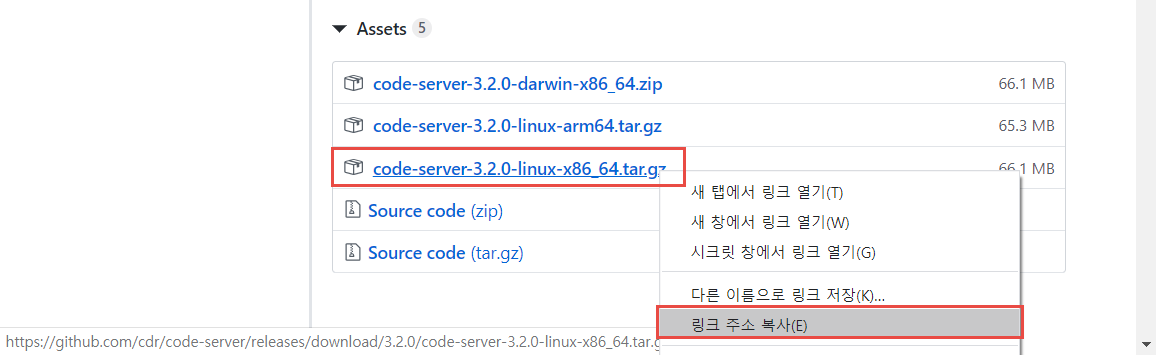 Assets 5
code-server-3.2.0-darwin-x86_64.zip 66.1 MB
code-server-3.2.0-linux-arm64.tar.gz 65.3 MB
code-server-3.2.0-linux-x86_64.tar.gz 66.1 MB
새 탭에서 링크 열기(T)
Source code (zip)
새 창에서 링크 열기(W)
Source code (tar.gz)
시크릿 창에서 링크 열기(G)
다른 이름으로 링크 저장(K)...
링크 주소 복사(E)
https://github.com/cdr/code-server/releases/download/3.2.0/code-server-3.2.0-linux-x86_64.tar.g